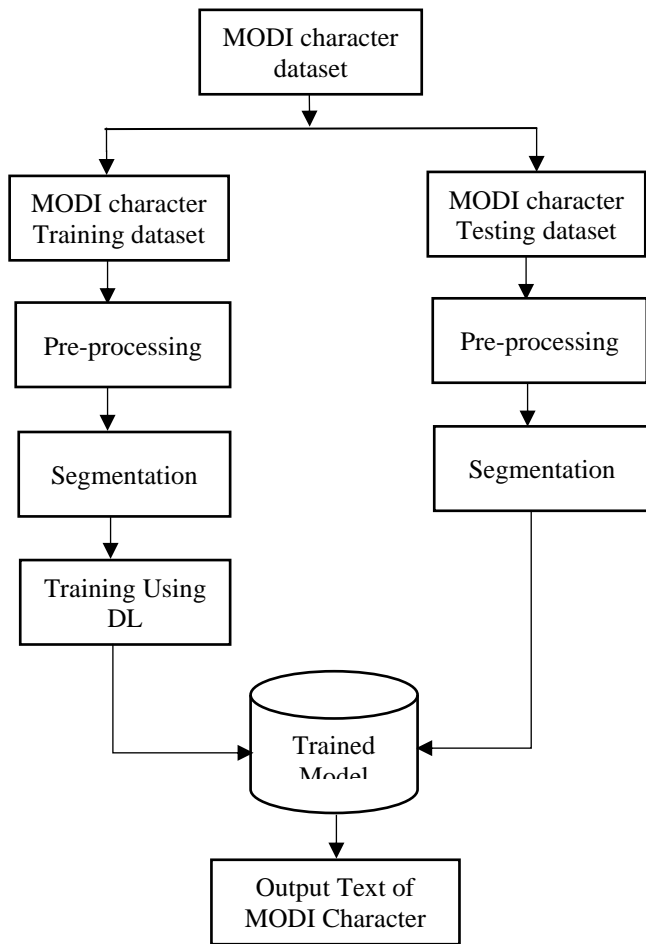 MODI character
dataset
MODI character
Training dataset
MODI character
Testing dataset
Pre-processing
Pre-processing
Segmentation
Segmentation
Training Using
DL
Trained
Model
Output Text of
MODI Character